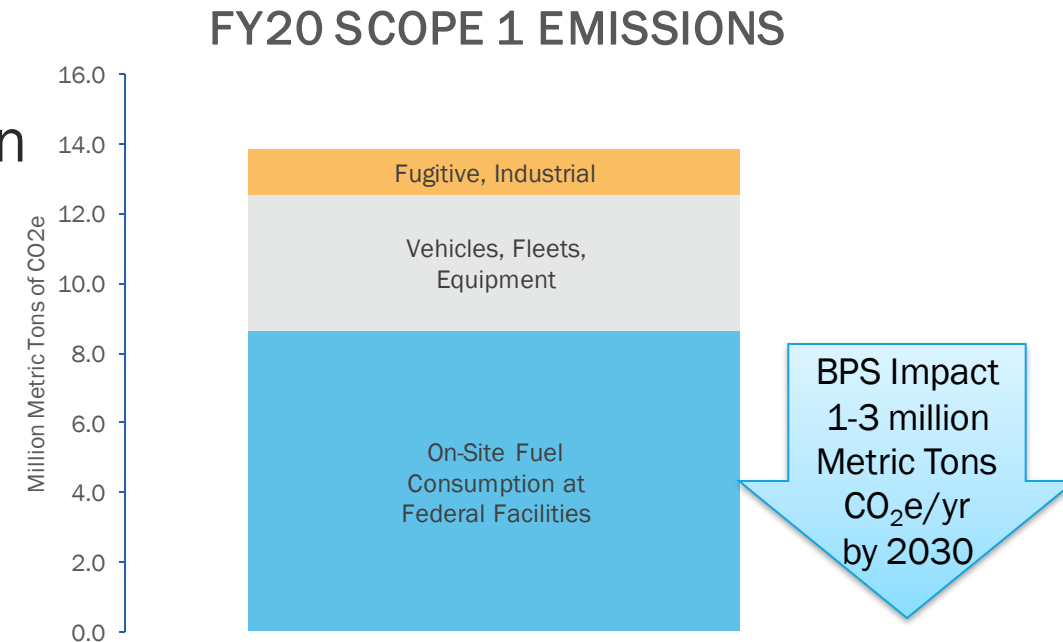 FY20 SCOPE 1 EMISSIONS
n
Million Metric Tons of CO2e
16.0
14.0
12.0
10.0
8.0
6.0
4.0
2.0
0.0
Fugitive, Industrial
Vehicles, Fleets,
Equipment
On-Site Fuel
Consumption at
Federal Facilities
BPS Impact
1-3 million
Metric Tons
CO₂e/yr
by 2030